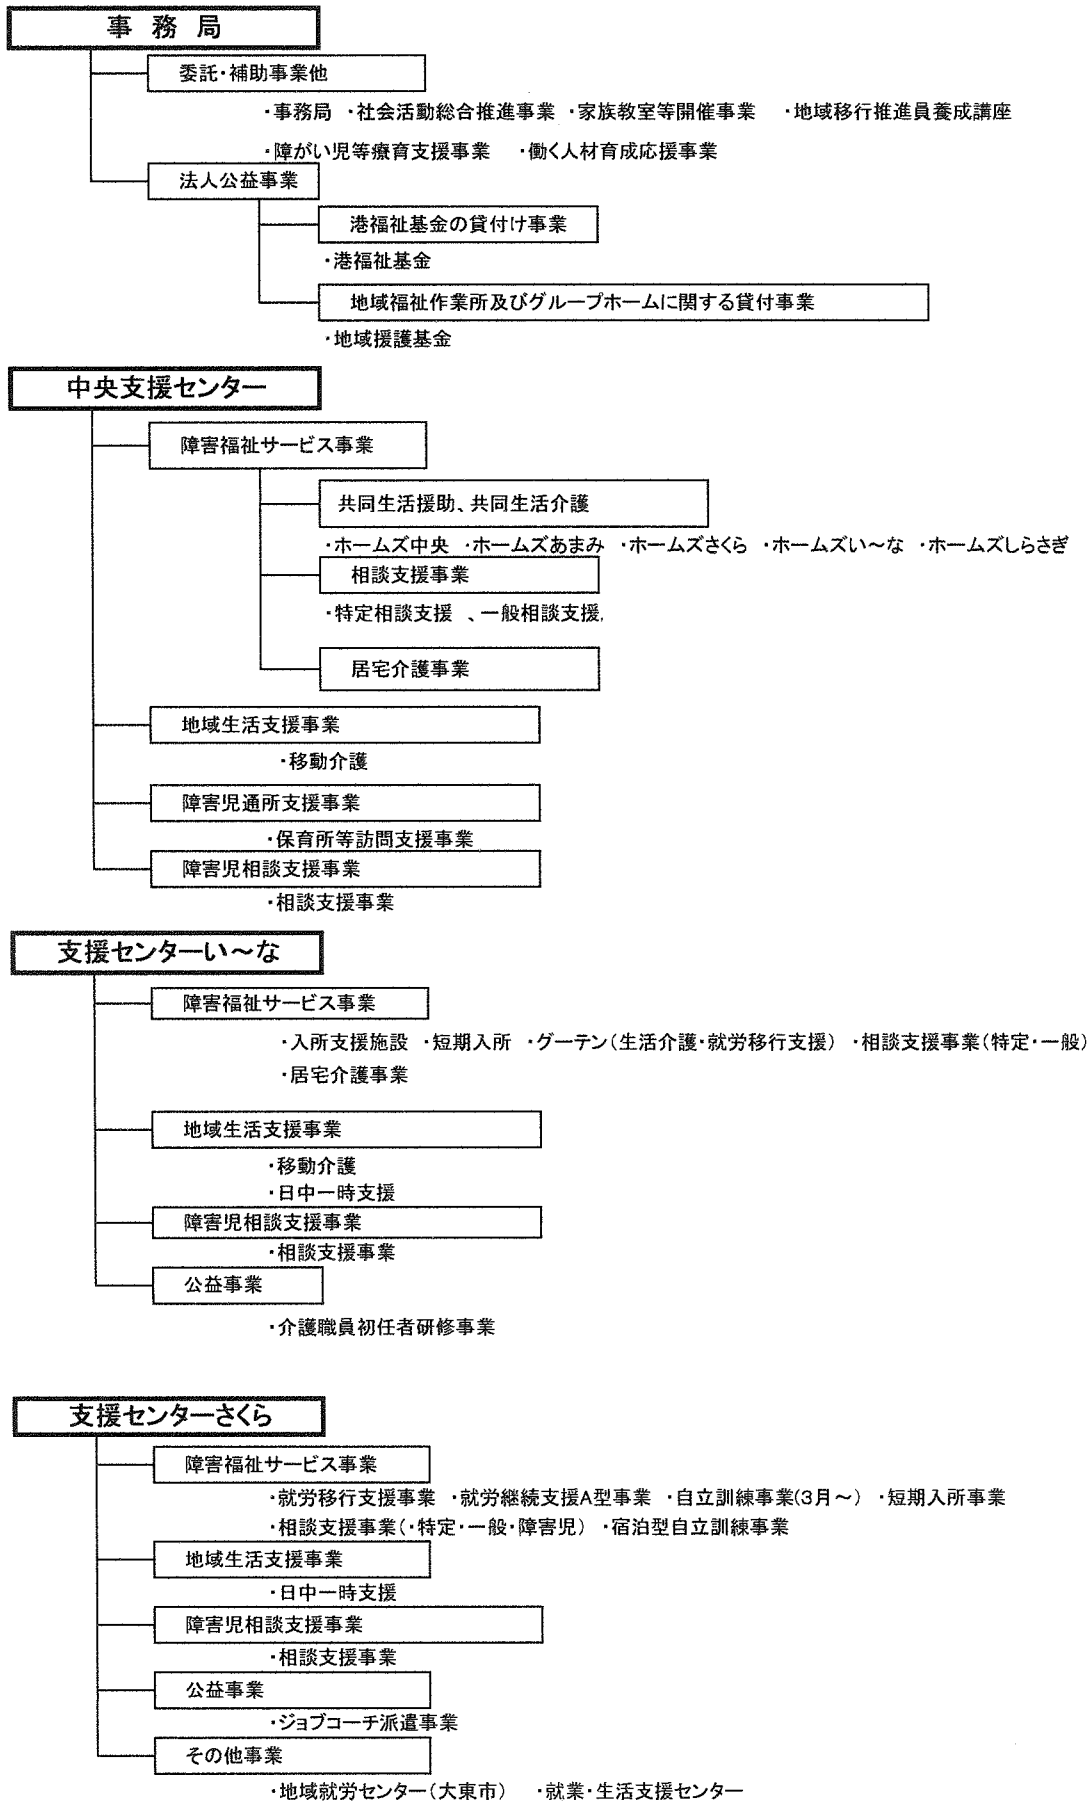 事 務 局
委託・補助事業他
・事務局 ・社会活動総合推進事業 ・家族教室等開催事業 ・地域移行推進員養成講座
・障がい児等療育支援事業 ・働く人材育成応援事業
法人公益事業
港福祉基金の貸付け事業
・港福祉基金
地域福祉作業所及びグループホームに関する貸付事業
・地域援護基金
中央支援センター
障害福祉サービス事業
共同生活援助、共同生活介護
・ホームズ中央 ・ホームズあまみ ・ホームズさくら ・ホームズい～な ・ホームズしらさぎ
相談支援事業
・特定相談支援 、一般相談支援,
居宅介護事業
地域生活支援事業
・移動介護
障害児通所支援事業
・保育所等訪問支援事業
障害児相談支援事業
・相談支援事業
支援センターい～な
障害福祉サービス事業
・入所支援施設 ・短期入所 ・グーテン(生活介護・就労移行支援) ・相談支援事業(特定・一般)
・居宅介護事業
地域生活支援事業
・移動介護
・日中一時支援
障害児相談支援事業
・相談支援事業
公益事業
・介護職員初任者研修事業
支援センターさくら
障害福祉サービス事業
・就労移行支援事業 ・就労継続支援A型事業 ・自立訓練事業(3月～) ・短期入所事業
・相談支援事業(・特定・一般・障害児) ・宿泊型自立訓練事業
地域生活支援事業
・日中一時支援
障害児相談支援事業
・相談支援事業
公益事業
・ジョブコーチ派遣事業
その他事業
・地域就労センター(大東市) ・就業・生活支援センター